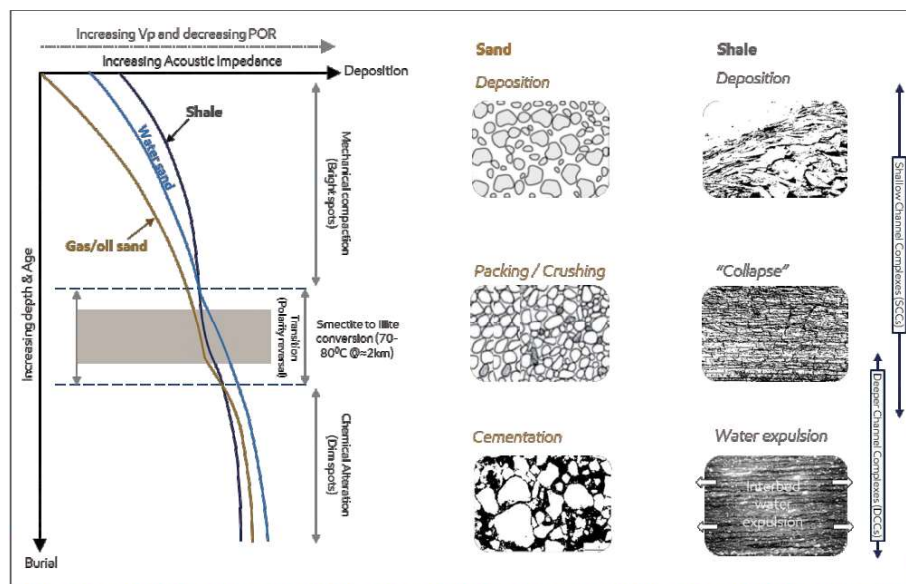 Increasing Vp and decreasing POR
Increasing Acoustic Impedance
Deposition
Shale
Water sand
Gas/oil sand
Increasing depth & Age
Burial
Mechanical compaction
(Bright spots)
Transition
(Polarity reversal)
Smectite to Illite
conversion (70-
80⁰C @≈2km)
Chemical Alteration
(Dim spots)
Sand
Deposition
Packing / Crushing
Cementation
Shale
Deposition
"Collapse"
Water expulsion
Interbed
water
expulsion
Shallow Channel Complexes (SCCs)
Deeper Channel Complexes (DCCs)